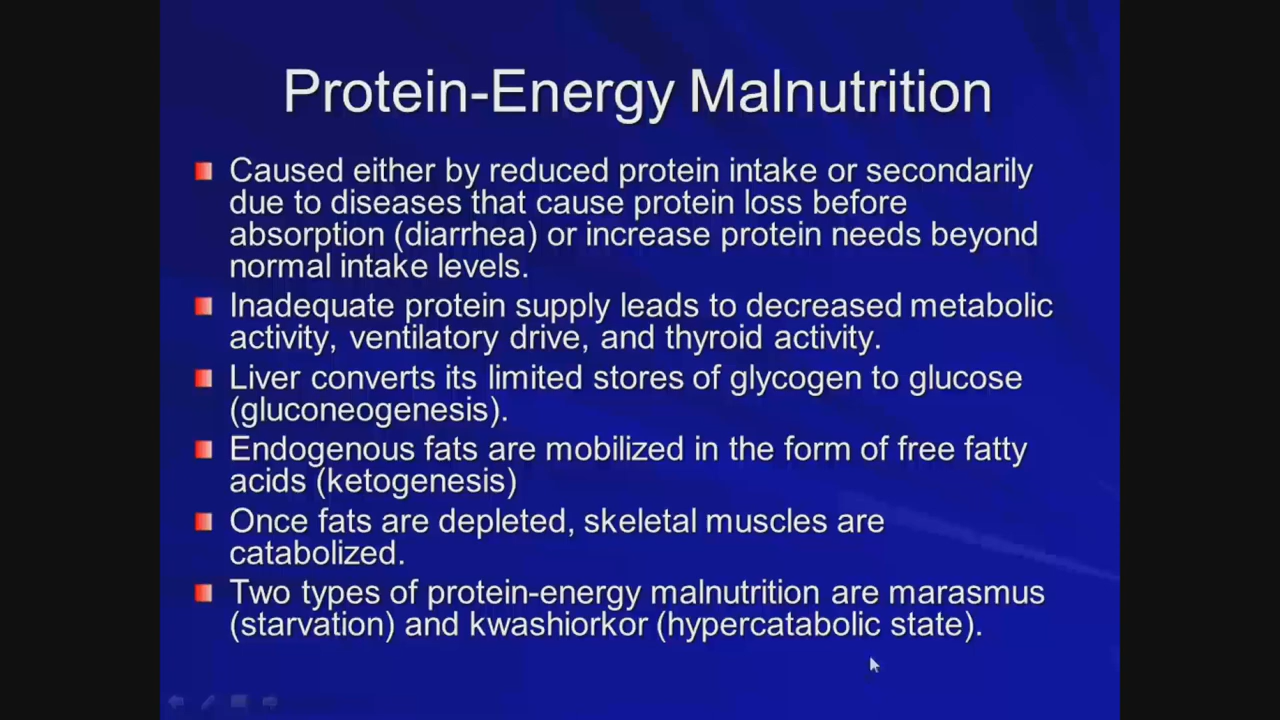 Protein-Energy Malnutrition
Caused either by reduced protein intake or secondarily
due to diseases that cause protein loss before
absorption (diarrhea) or increase protein needs beyond
normal intake levels.
Inadequate protein supply leads to decreased metabolic
activity, ventilatory drive, and thyroid activity.
Liver converts its limited stores of glycogen to glucose
(gluconeogenesis).
Endogenous fats are mobilized in the form of free fatty
acids (ketogenesis)
Once fats are depleted, skeletal muscles are
catabolized.
Two types of protein-energy malnutrition are marasmus
(starvation) and kwashiorkor (hypercatabolic state).